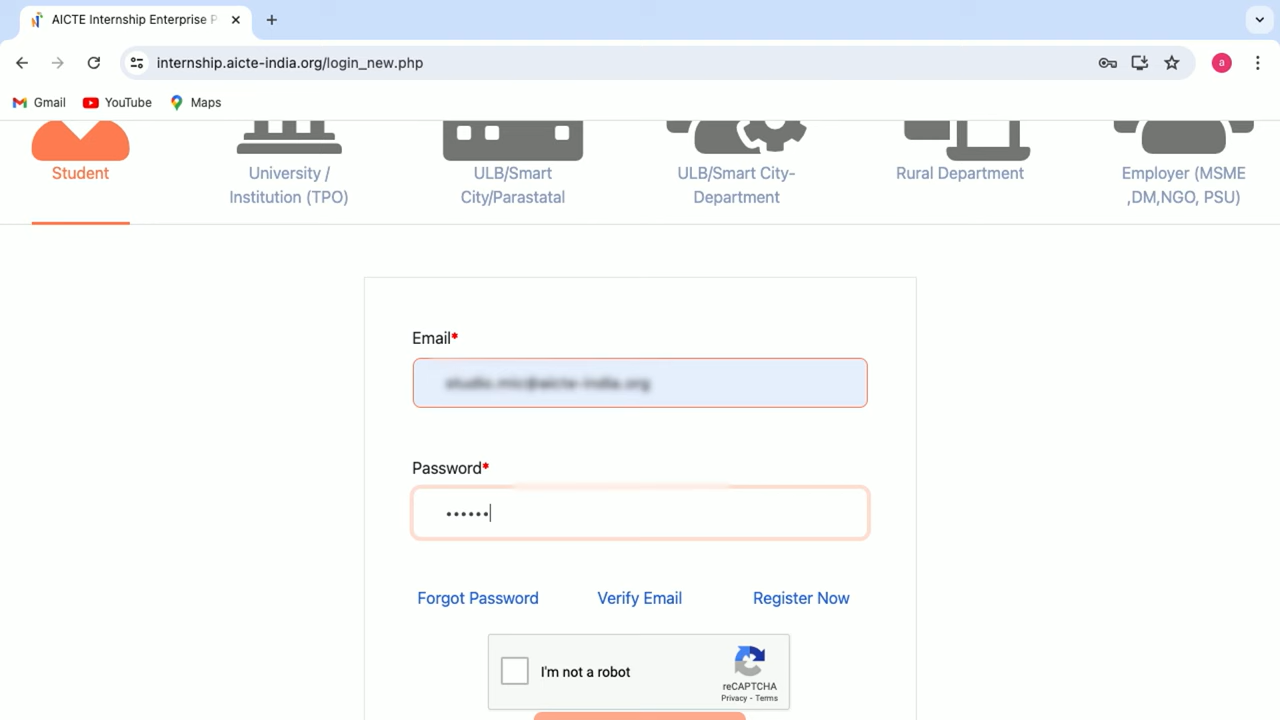 AICTE Internship Enterprise P
internship.aicte-india.org/login_new.php
a
Gmail YouTube Maps
Student
University /
Institution (TPO)
ULB/Smart
City/Parastatal
ULB/Smart City-
Department
Rural Department
Employer (MSME
,DM,NGO, PSU)
Email*
Password*
••••••
Forgot Password Verify Email Register Now
I'm not a robot
reCAPTCHA
Privacy - Terms